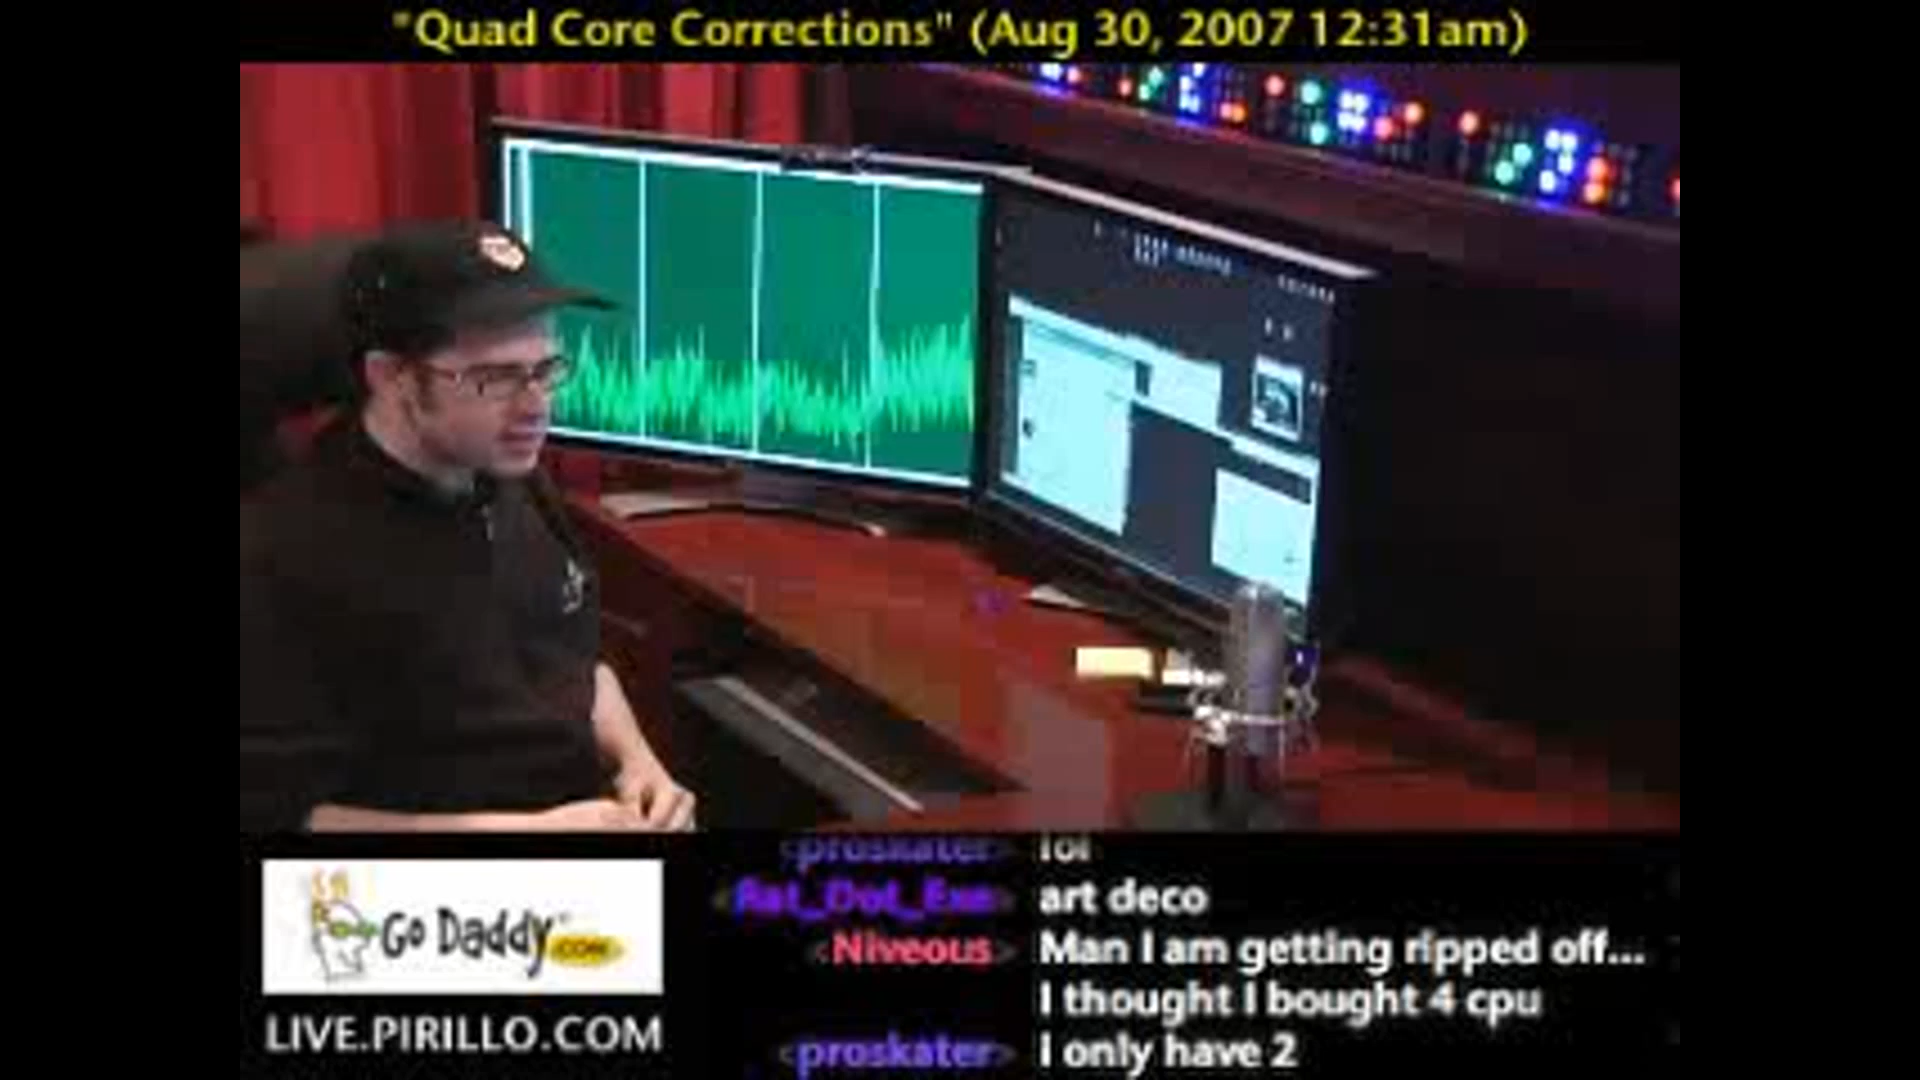 "Quad Core Corrections" (Aug 30, 2007 12:31am)
<proskater> lol
art deco
<Niveous> Man I am getting ripped off...
I thought I bought 4 cpu
<proskater> I only have 2
Go Daddy
.COM
LIVE.PIRILLO.COM